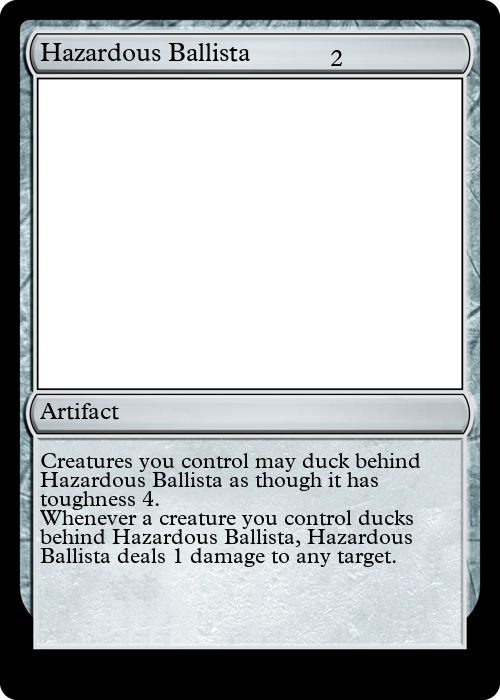 Hazardous Ballista 2
Artifact
Creatures you control may duck behind
Hazardous Ballista as though it has
toughness 4.
Whenever a creature you control ducks
behind Hazardous Ballista, Hazardous
Ballista deals 1 damage to any target.